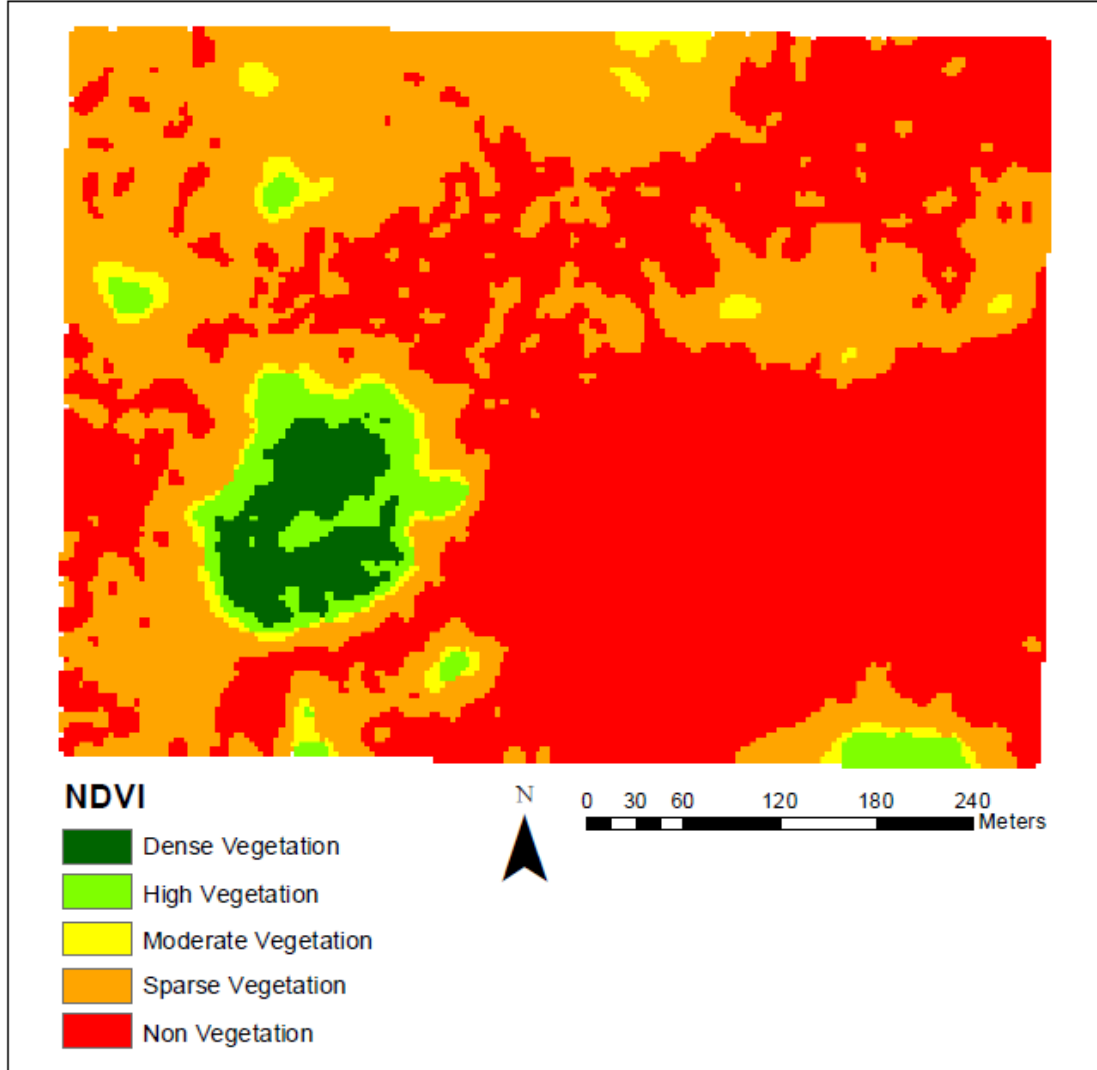 NDVI
Dense Vegetation
High Vegetation
Moderate Vegetation
Sparse Vegetation
Non Vegetation
N
0 30 60 120 180 240
Meters